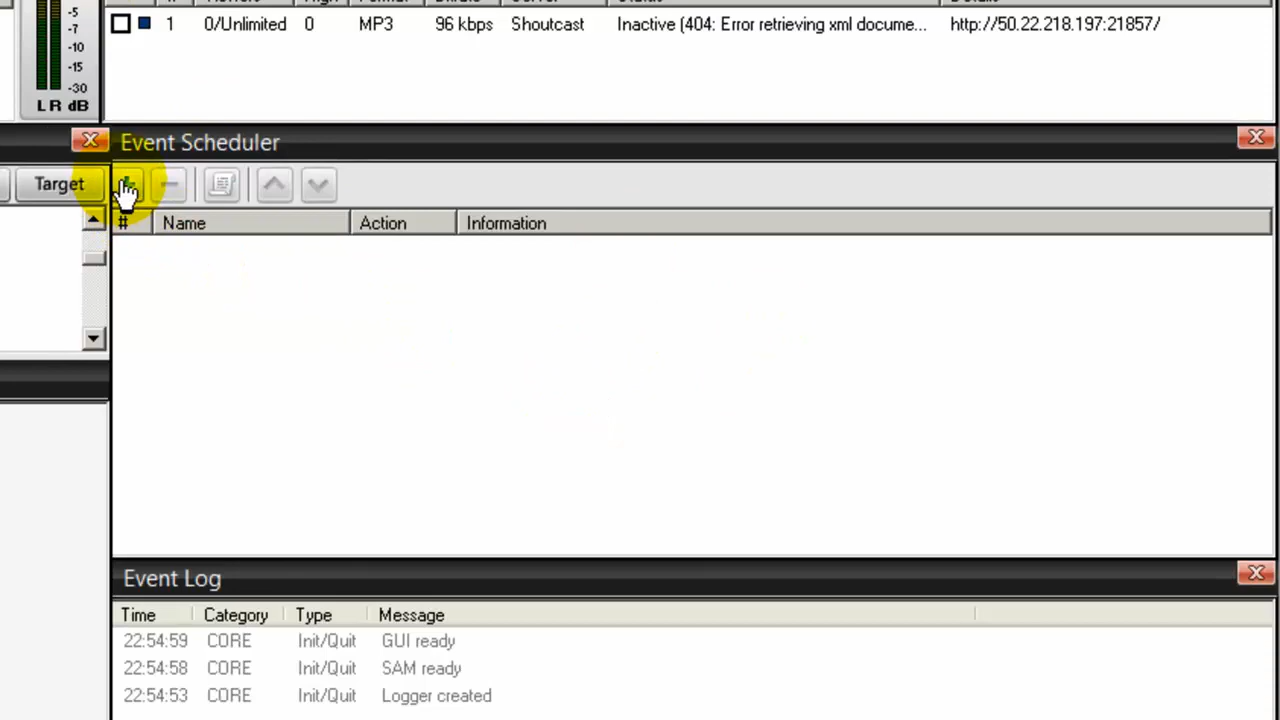 -5
-7
-10
-15
-30
L R dB
1 0/Unlimited 0 MP3 96 kbps Shoutcast Inactive (404: Error retrieving xml docume... http://50.22.218.197:21857/
Event Scheduler
Target
# Name Action Information
Event Log
Time Category Type Message
22:54:59 CORE Init/Quit GUI ready
22:54:58 CORE Init/Quit SAM ready
22:54:53 CORE Init/Quit Logger created